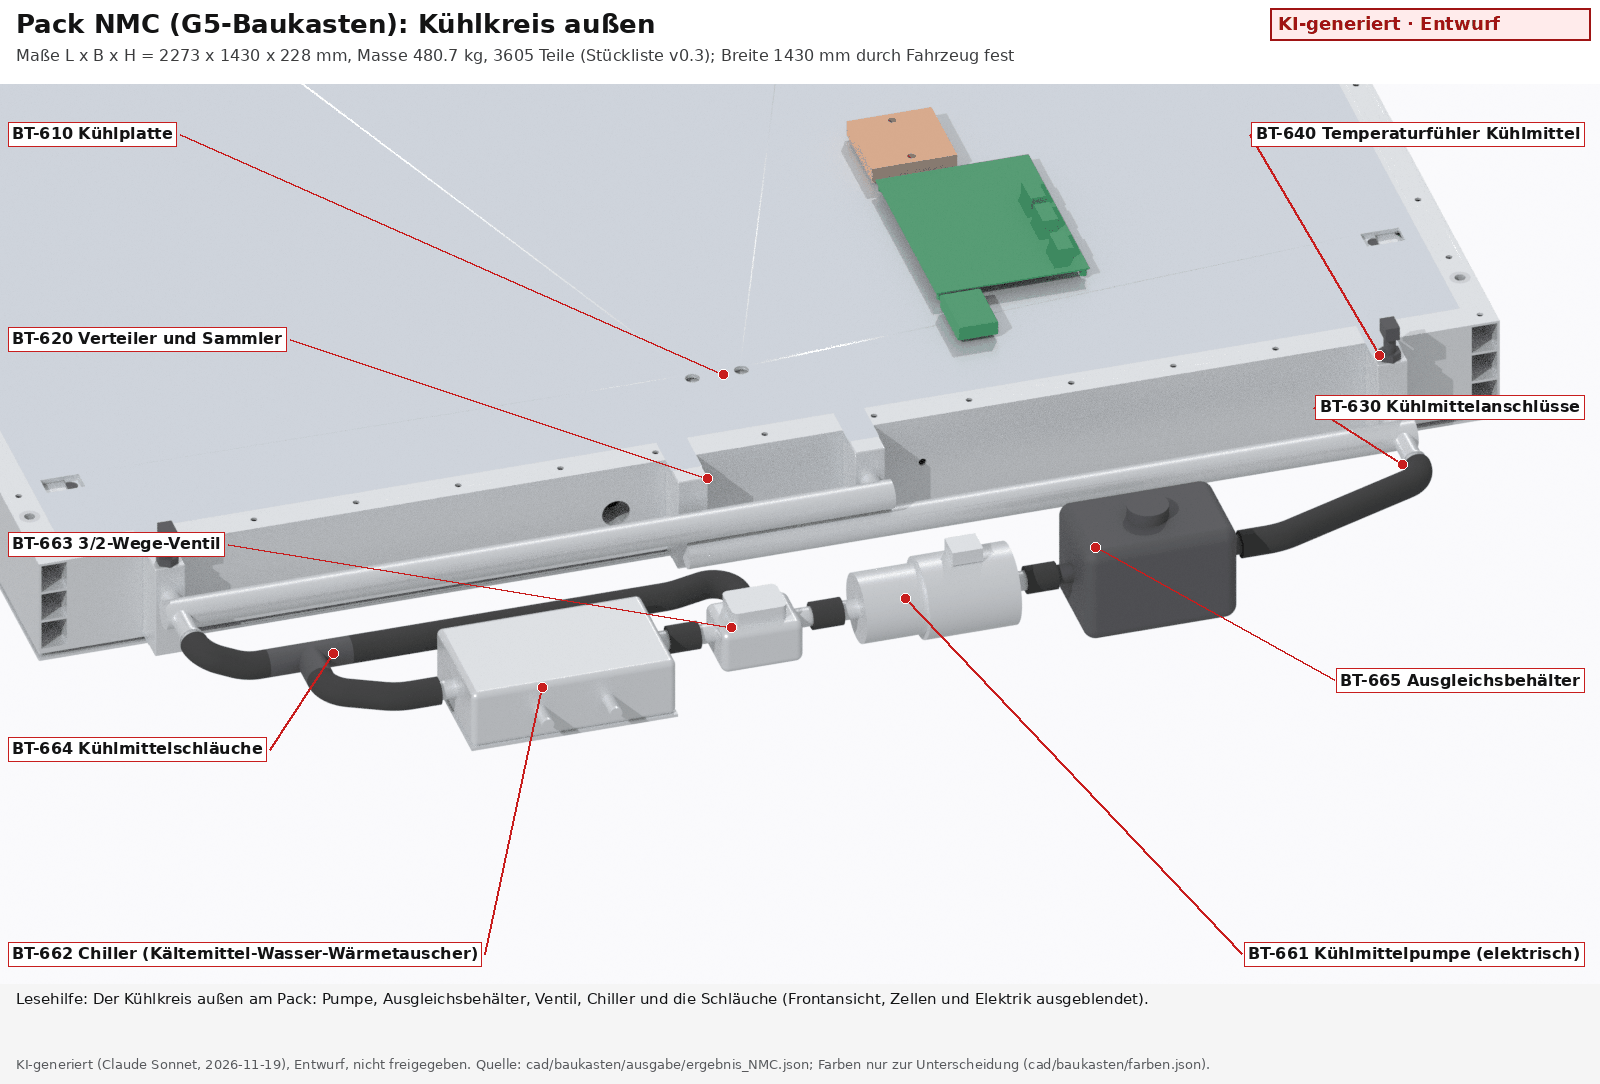 Pack NMC (G5-Baukasten): Kühlkreis außen
KI-generiert · Entwurf
Maße L x B x H = 2273 x 1430 x 228 mm, Masse 480.7 kg, 3605 Teile (Stückliste v0.3); Breite 1430 mm durch Fahrzeug fest
BT-610 Kühlplatte
BT-640 Temperaturfühler Kühlmittel
BT-620 Verteiler und Sammler
BT-630 Kühlmittelanschlüsse
BT-663 3/2-Wege-Ventil
BT-665 Ausgleichsbehälter
BT-664 Kühlmittelschläuche
BT-662 Chiller (Kältemittel-Wasser-Wärmetauscher)
BT-661 Kühlmittelpumpe (elektrisch)
Lesehilfe: Der Kühlkreis außen am Pack: Pumpe, Ausgleichsbehälter, Ventil, Chiller und die Schläuche (Frontansicht, Zellen und Elektrik ausgeblendet).
KI-generiert (Claude Sonnet, 2026-11-19), Entwurf, nicht freigegeben. Quelle: cad/baukasten/ausgabe/ergebnis_NMC.json; Farben nur zur Unterscheidung (cad/baukasten/farben.json).